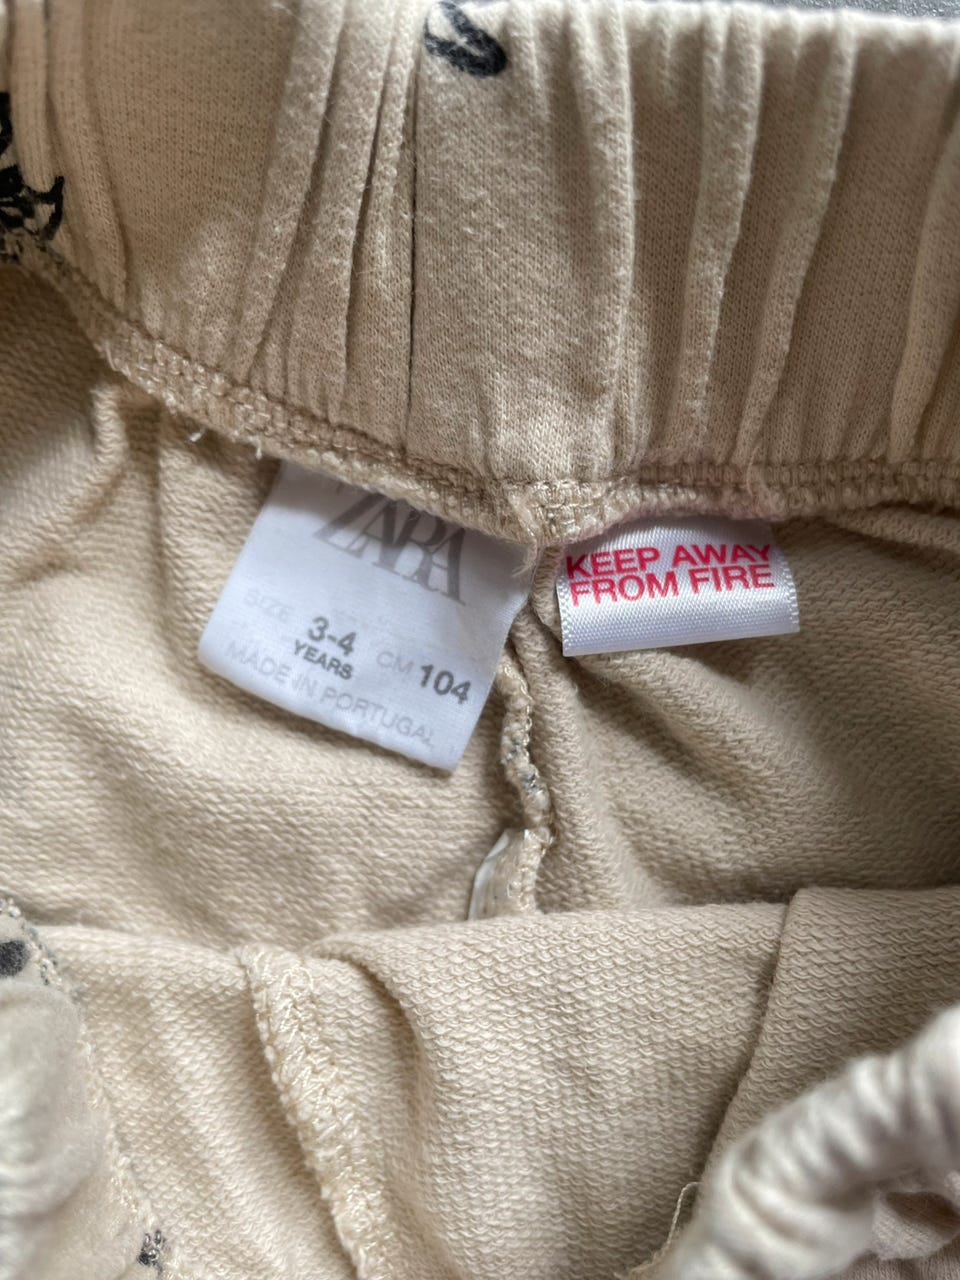 ZARA
SIZE 3-4 YEARS CM 104
MADE IN PORTUGAL
KEEP AWAY
FROM FIRE